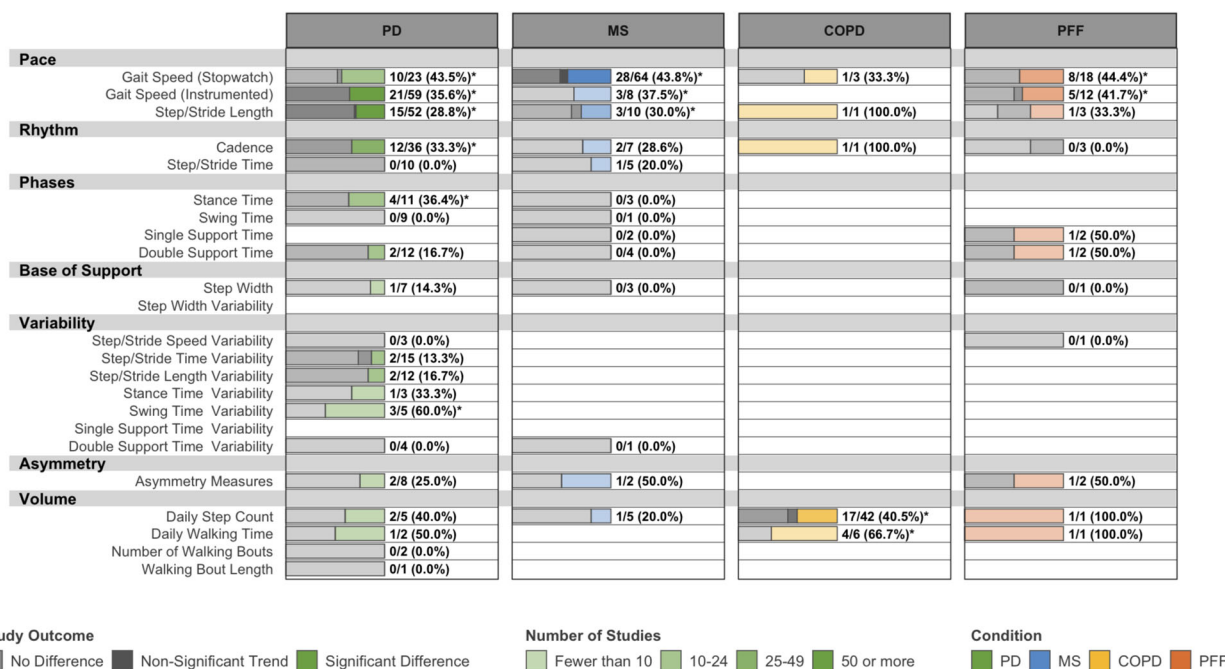 PD MS COPD PFF
Pace
Gait Speed (Stopwatch) 10/23 (43.5%)* 28/64 (43.8%)* 1/3 (33.3%) 8/18 (44.4%)*
Gait Speed (Instrumented) 21/59 (35.6%)* 3/8 (37.5%)* 5/12 (41.7%)*
Step/Stride Length 15/52 (28.8%)* 3/10 (30.0%)* 1/1 (100.0%) 1/3 (33.3%)
Rhythm
Cadence 12/36 (33.3%)* 2/7 (28.6%) 1/1 (100.0%) 0/3 (0.0%)
Step/Stride Time 0/10 (0.0%) 1/5 (20.0%)
Phases
Stance Time 4/11 (36.4%)* 0/3 (0.0%)
Swing Time 0/9 (0.0%) 0/1 (0.0%)
Single Support Time 0/2 (0.0%) 1/2 (50.0%)
Double Support Time 2/12 (16.7%) 0/4 (0.0%) 1/2 (50.0%)
Base of Support
Step Width 1/7 (14.3%) 0/3 (0.0%) 0/1 (0.0%)
Step Width Variability
Variability
Step/Stride Speed Variability 0/3 (0.0%) 0/1 (0.0%)
Step/Stride Time Variability 2/15 (13.3%)
Step/Stride Length Variability 2/12 (16.7%)
Stance Time Variability 1/3 (33.3%)
Swing Time Variability 3/5 (60.0%)*
Single Support Time Variability
Double Support Time Variability 0/4 (0.0%) 0/1 (0.0%)
Asymmetry
Asymmetry Measures 2/8 (25.0%) 1/2 (50.0%) 1/2 (50.0%)
Volume
Daily Step Count 2/5 (40.0%) 1/5 (20.0%) 17/42 (40.5%)* 1/1 (100.0%)
Daily Walking Time 1/2 (50.0%) 4/6 (66.7%)* 1/1 (100.0%)
Number of Walking Bouts 0/2 (0.0%)
Walking Bout Length 0/1 (0.0%)
udy Outcome Number of Studies Condition
No Difference Non-Significant Trend Significant Difference Fewer than 10 10-24 25-49 50 or more PD MS COPD PFF